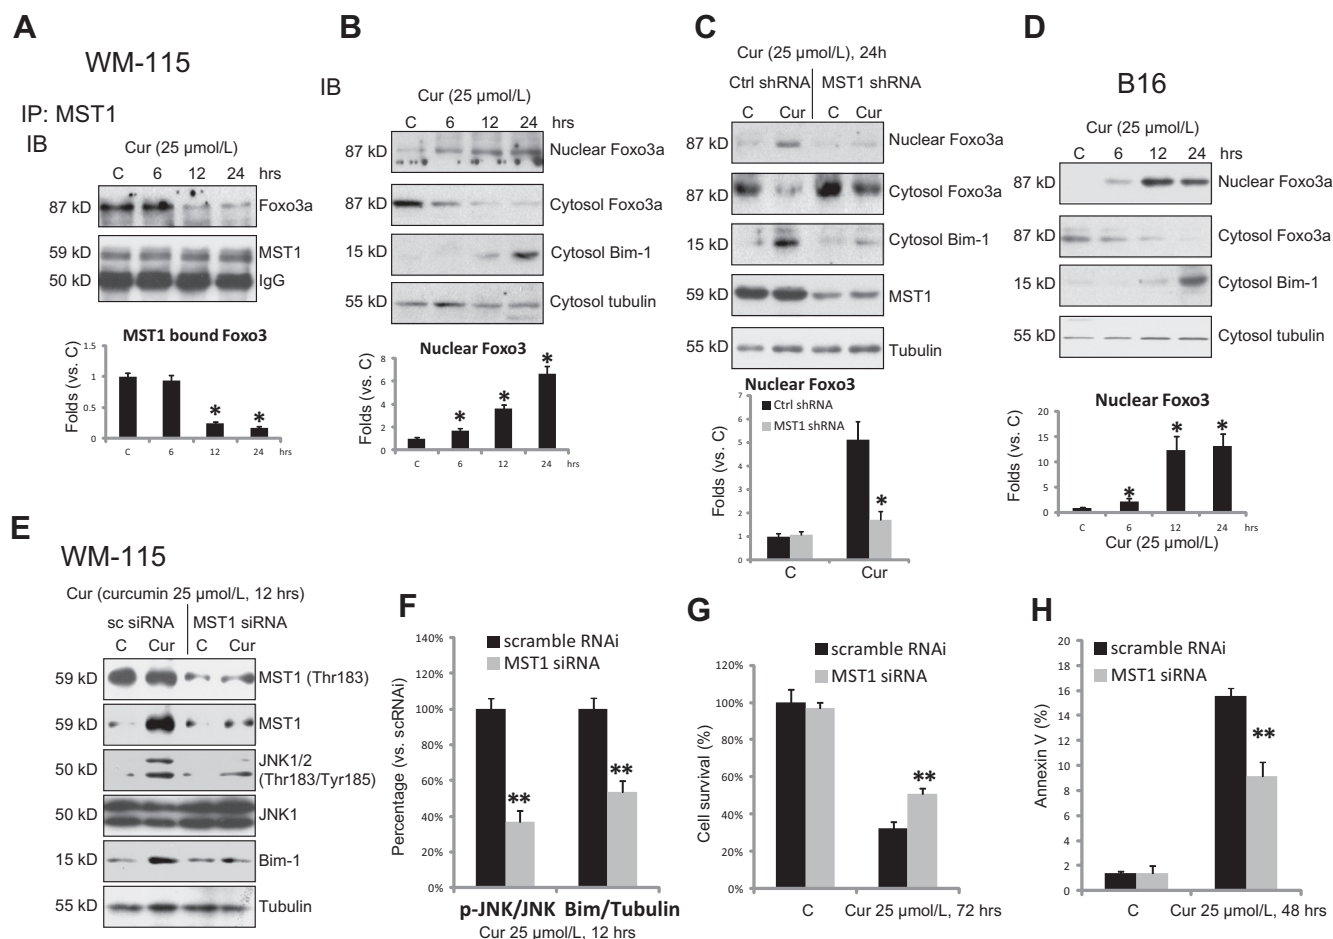 A
WM-115
IP: MST1
IB
Cur (25 µmol/L)
C 6 12 24 hrs
87 kD Foxo3a
59 kD MST1
50 kD IgG
MST1 bound Foxo3
Folds (vs. C)
1.5
1
0.5
0
* *
C 6 12 24 hrs
B
IB
Cur (25 µmol/L)
C 6 12 24 hrs
87 kD Nuclear Foxo3a
87 kD Cytosol Foxo3a
15 kD Cytosol Bim-1
55 kD Cytosol tubulin
Nuclear Foxo3
Folds (vs. C)
8
6
4
2
0
* * *
C 6 12 24 hrs
C
Cur (25 µmol/L), 24h
Ctrl shRNA MST1 shRNA
C Cur C Cur
87 kD Nuclear Foxo3a
87 kD Cytosol Foxo3a
15 kD Cytosol Bim-1
59 kD MST1
55 kD Tubulin
Nuclear Foxo3
Ctrl shRNA
MST1 shRNA
Folds (vs. C)
7
6
5
4
3
2
1
0
*
C Cur
D
B16
Cur (25 µmol/L)
C 6 12 24 hrs
87 kD Nuclear Foxo3a
87 kD Cytosol Foxo3a
15 kD Cytosol Bim-1
55 kD Cytosol tubulin
Nuclear Foxo3
Folds (vs. C)
20
15
10
5
0
* * *
C 6 12 24 hrs
Cur (25 µmol/L)
E
WM-115
Cur (curcumin 25 µmol/L, 12 hrs)
sc siRNA MST1 siRNA
C Cur C Cur
59 kD MST1 (Thr183)
59 kD MST1
50 kD JNK1/2
(Thr183/Tyr185)
50 kD JNK1
15 kD Bim-1
55 kD Tubulin
F
scramble RNAi
MST1 siRNA
Percentage (vs. scRNAi)
140%
120%
100%
80%
60%
40%
20%
0%
** **
p-JNK/JNK Bim/Tubulin
Cur 25 µmol/L, 12 hrs
G
scramble RNAi
MST1 siRNA
Cell survival (%)
120%
100%
80%
60%
40%
20%
0%
**
C Cur 25 µmol/L, 72 hrs
H
scramble RNAi
MST1 siRNA
Annexin V (%)
20
18
16
14
12
10
8
6
4
2
0
**
C Cur 25 µmol/L, 48 hrs